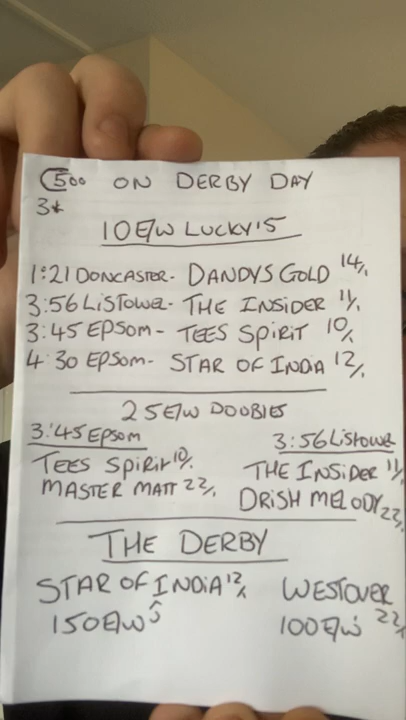 £500 ON DERBY DAY
3*
10E/W LUCKY 15
1:21 DONCASTER- DANDYS GOLD 14/1
3:56 LISTOWEL- THE INSIDER 11/1
3:45 EPSOM- TEES SPIRIT 10/1
4:30 EPSOM- STAR OF INDIA 12/1
25E/W DOOBIES
3:45 EPSOM
TEES SPIRIT 10/1
MASTER MATT 22/1
3:56 LISTOWEL
THE INSIDER 11/1
DRISH MELODY 22/1
THE DERBY
STAR OF INDIA 12/1
150E/W
WESTOVER
100E/W 22/1